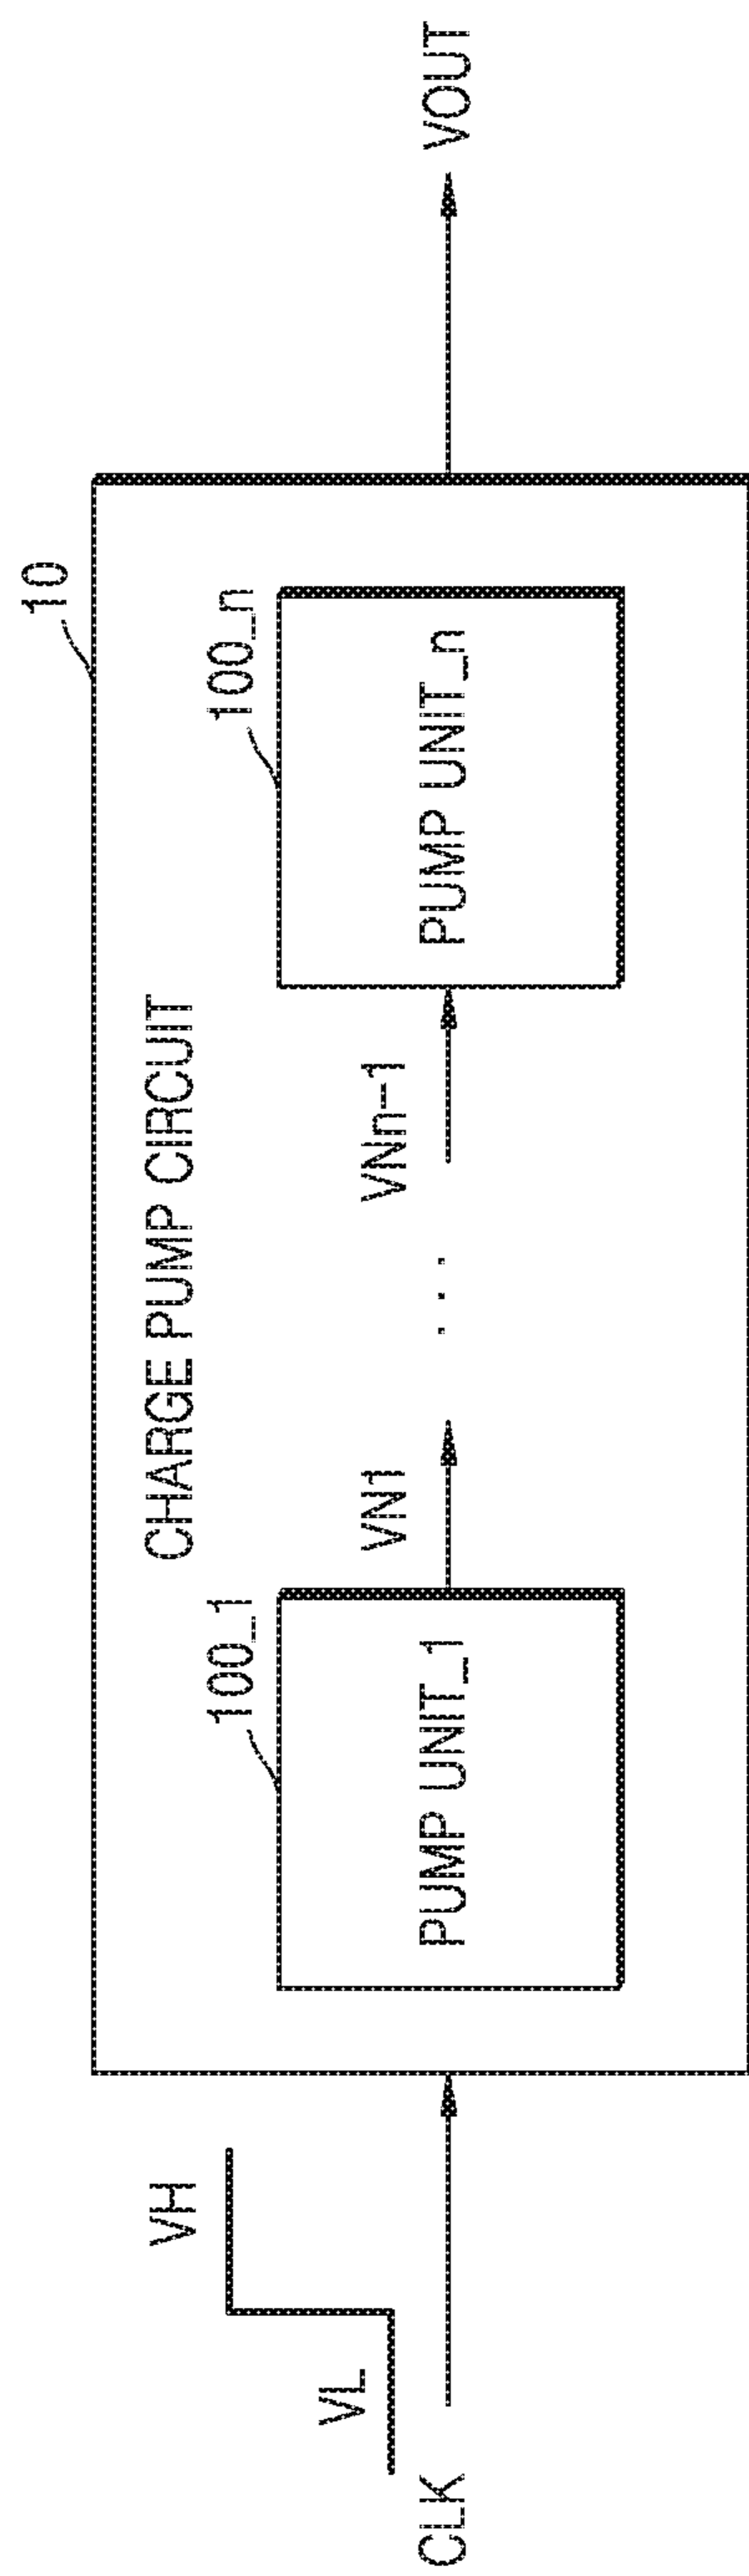 10
CHARGE PUMP CIRCUIT
VH
VL
CLK
100_1
PUMP UNIT_1
VN1
. . .
VNn-1
100_n
PUMP UNIT_n
VOUT